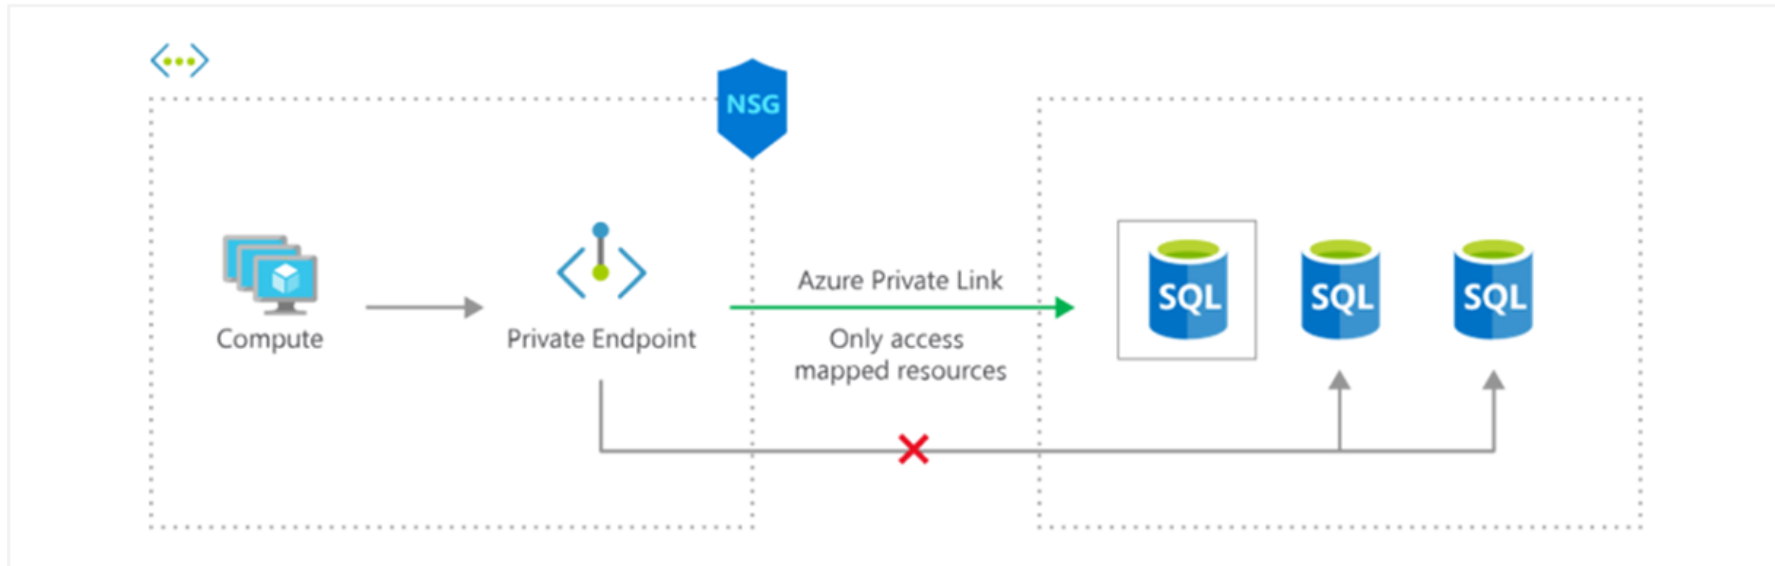 NSG
Azure Private Link
Only access
mapped resources
Compute
Private Endpoint
SQL
SQL
SQL